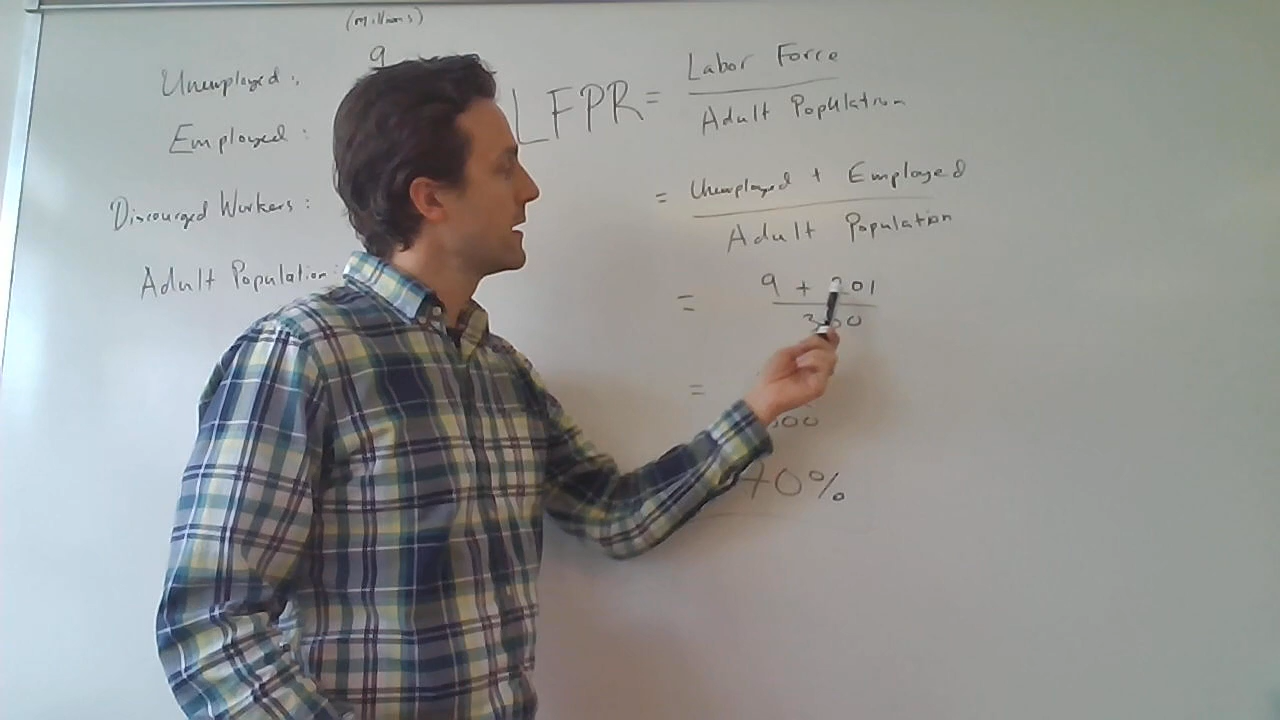 (Millions)
Unemployed: 9
Employed:
Discouraged Workers:
Adult Population:
LFPR = Labor Force
Adult Population
= Unemployed + Employed
Adult Population
= 9 + 201
300
=
300
70%